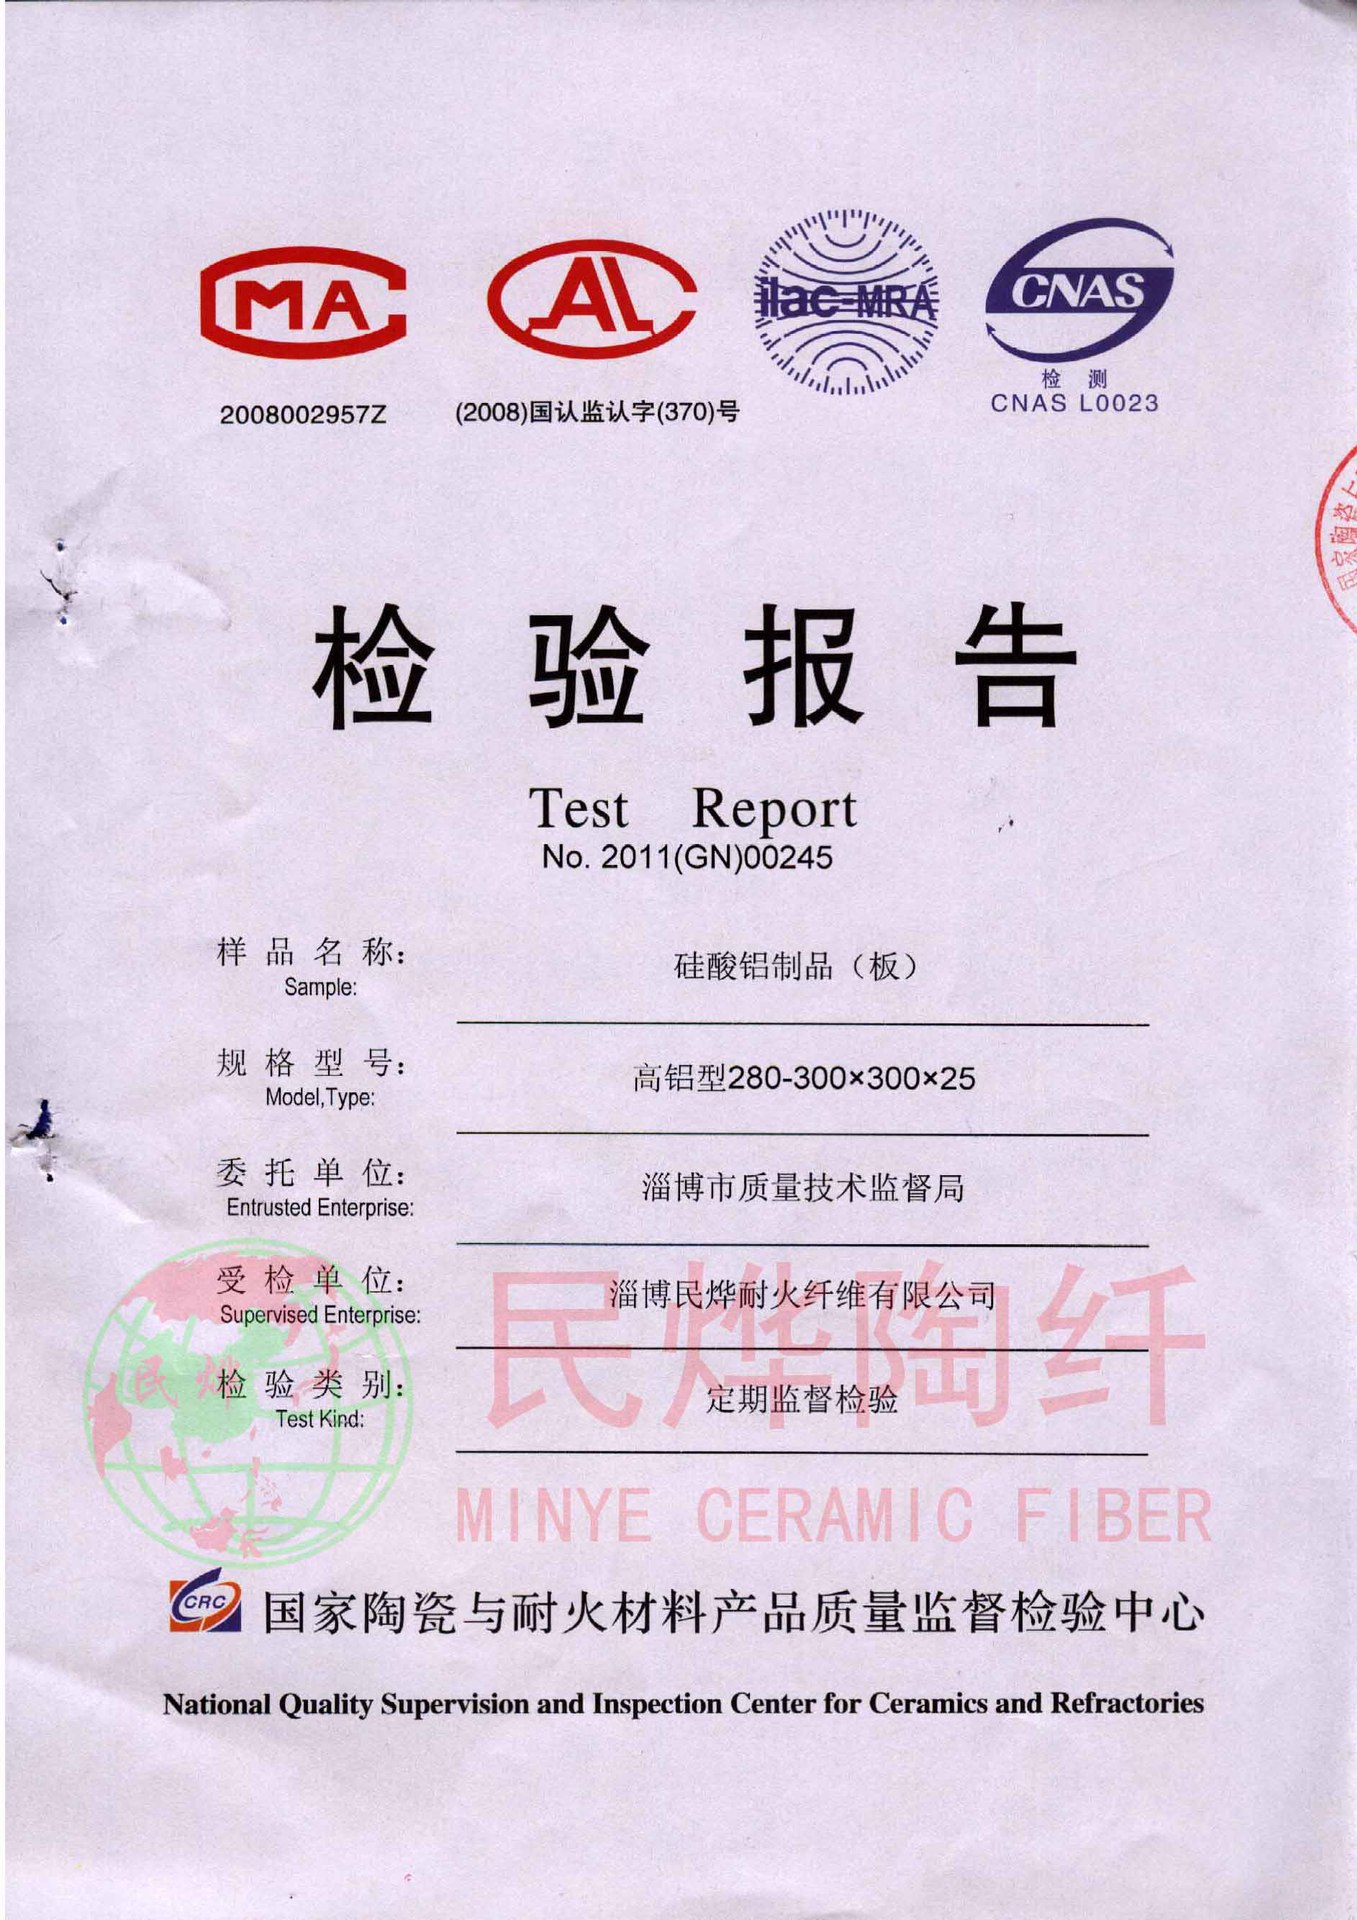 MA
CAL
ilac-MRA
CNAS
检 测
CNAS L0023
2008002957Z
(2008)国认监认字(370)号
检 验 报 告
Test Report
No. 2011(GN)00245
样 品 名 称:
Sample:
硅酸铝制品（板）
规 格 型 号:
Model,Type:
高铝型280-300×300×25
委 托 单 位:
Entrusted Enterprise:
淄博市质量技术监督局
受 检 单 位:
Supervised Enterprise:
淄博民烨耐火纤维有限公司
检 验 类 别:
Test Kind:
定期监督检验
民烨
民烨陶纤
MINYE CERAMIC FIBER
CRC
国家陶瓷与耐火材料产品质量监督检验中心
National Quality Supervision and Inspection Center for Ceramics and Refractories